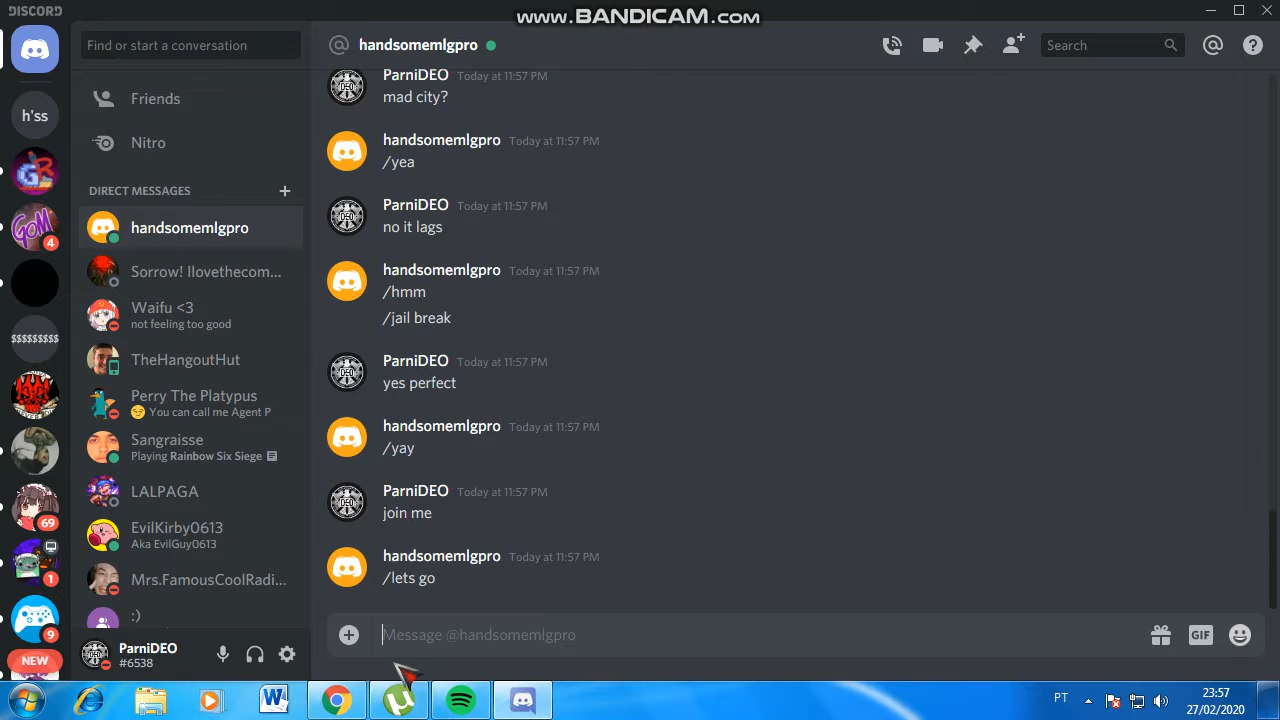 DISCORD
www.BANDICAM.com
Find or start a conversation
handsomemlgpro
Search
Friends
Nitro
DIRECT MESSAGES
handsomemlgpro
Sorrow! Ilovethecom...
Waifu <3
not feeling too good
TheHangoutHut
Perry The Platypus
You can call me Agent P
Sangraisse
Playing Rainbow Six Siege
LALPAGA
EvilKirby0613
Aka EvilGuy0613
Mrs.FamousCoolRadi...
:)
ParniDEO
#6538
h'ss
GR
GOM
4
$$$$$$$$$
69
1
9
NEW
ParniDEO Today at 11:57 PM
mad city?
handsomemlgpro Today at 11:57 PM
/yea
ParniDEO Today at 11:57 PM
no it lags
handsomemlgpro Today at 11:57 PM
/hmm
/jail break
ParniDEO Today at 11:57 PM
yes perfect
handsomemlgpro Today at 11:57 PM
/yay
ParniDEO Today at 11:57 PM
join me
handsomemlgpro Today at 11:57 PM
/lets go
Message @handsomemlgpro
GIF
PT
23:57
27/02/2020